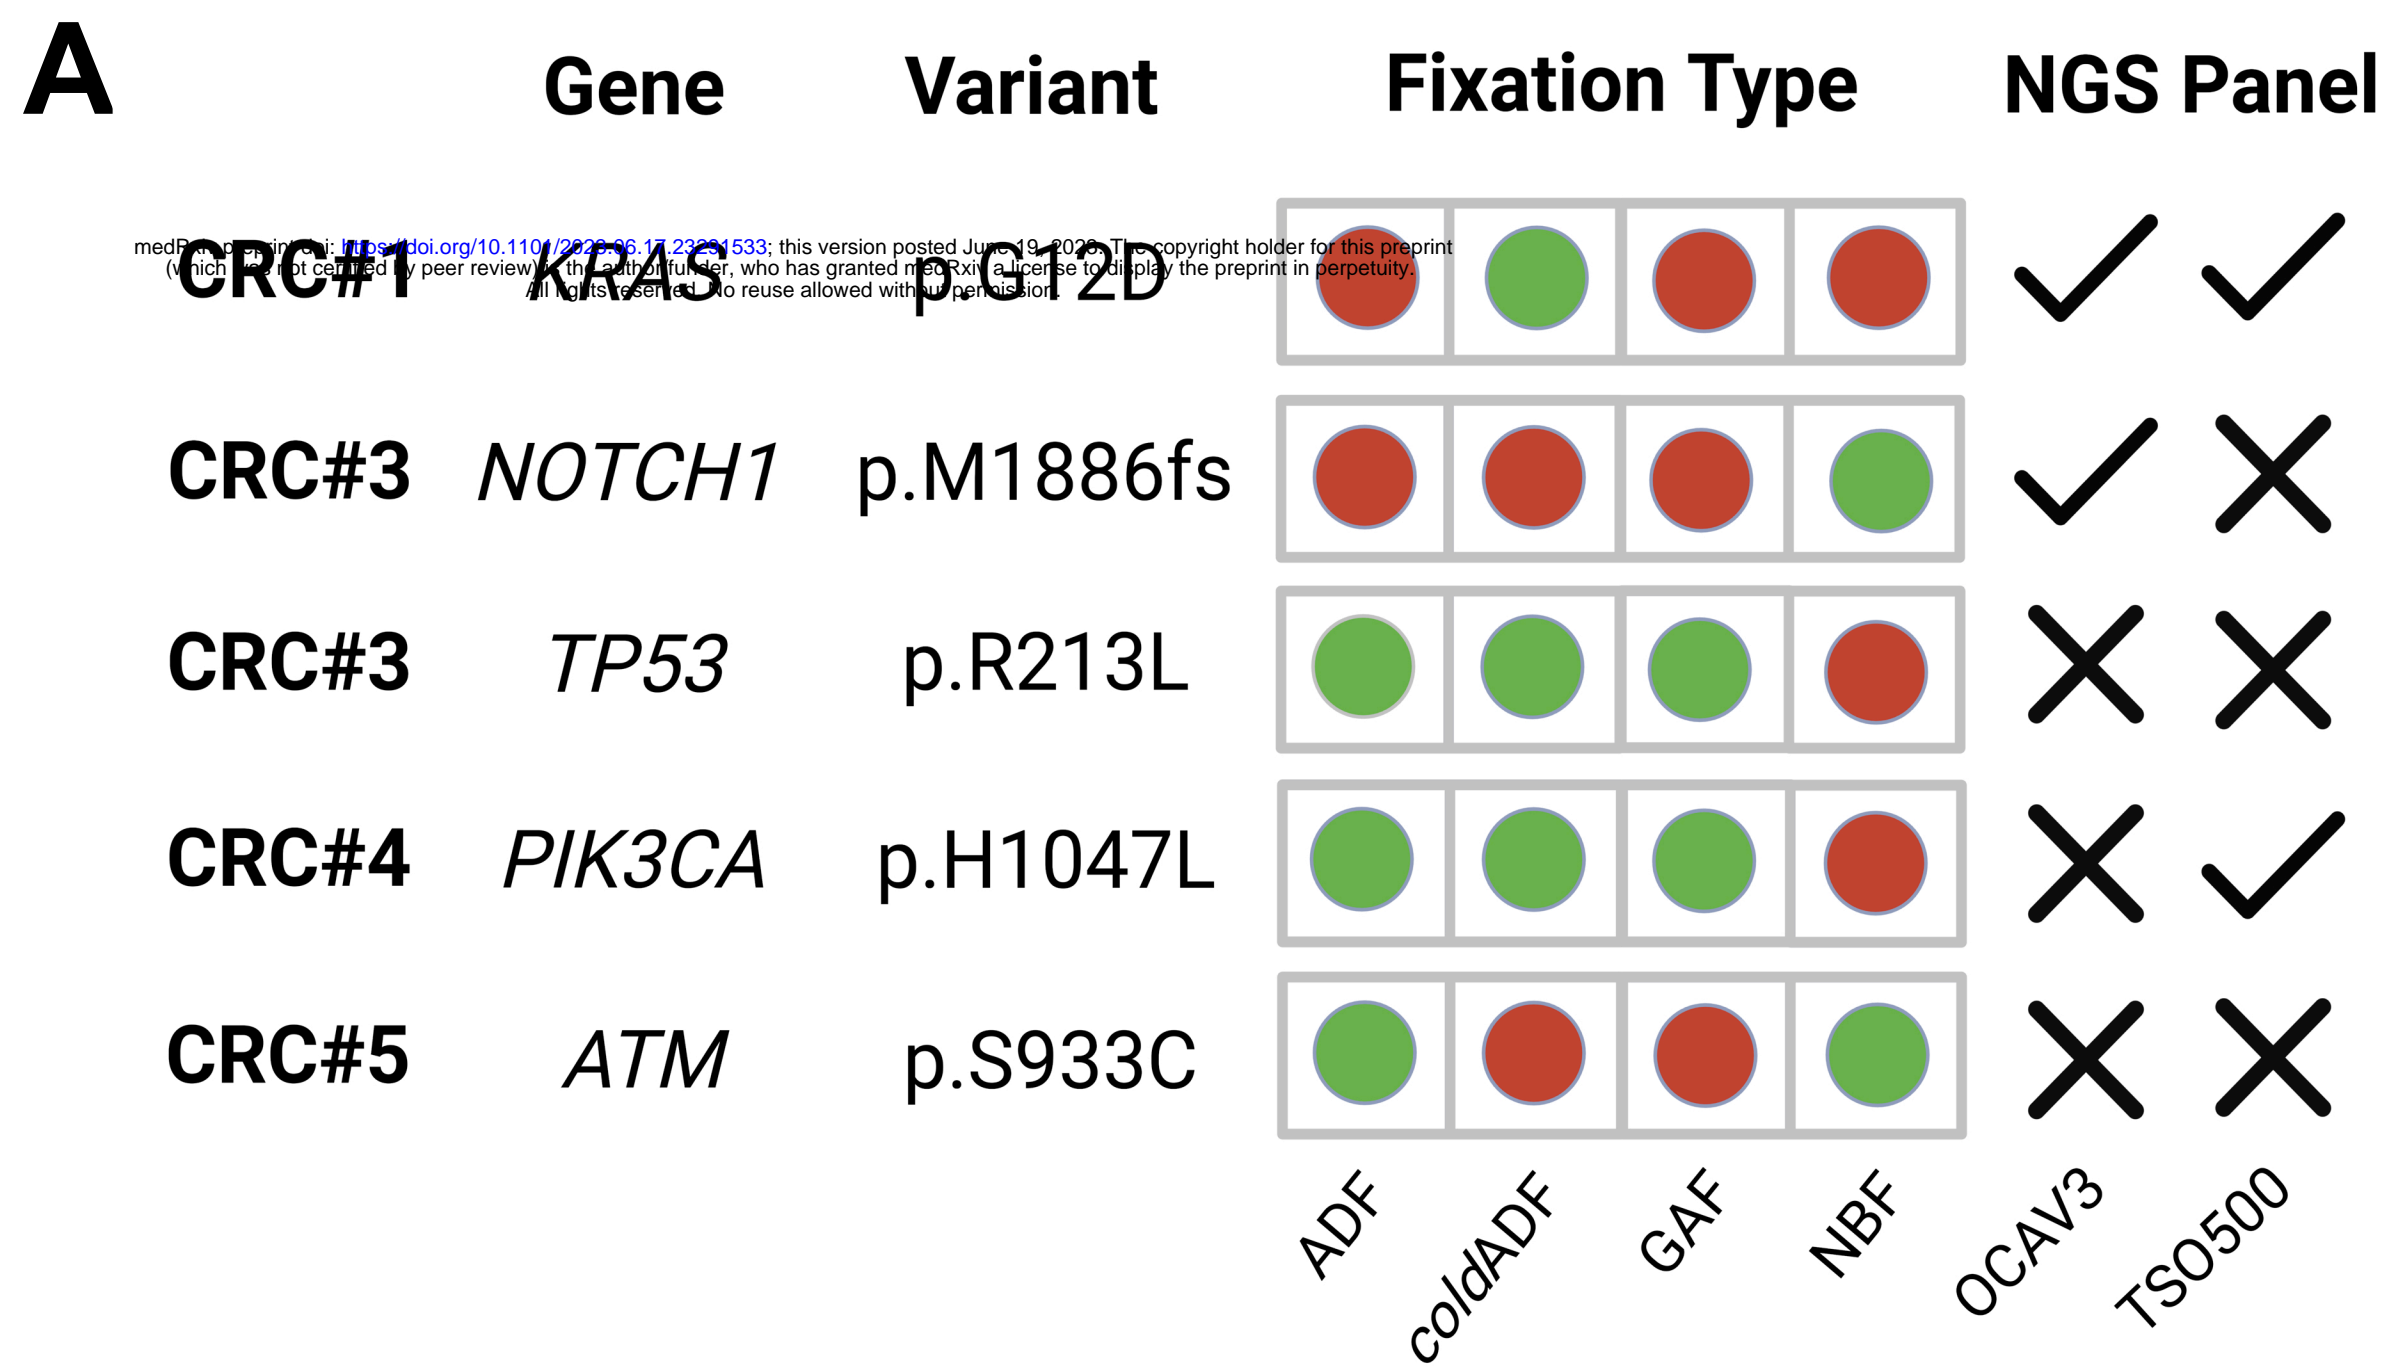 A
Gene Variant Fixation Type NGS Panel
medRxiv preprint doi: https://doi.org/10.1101/2023.06.17.23291533; this version posted June 19, 2023. The copyright holder for this preprint
(which was not certified by peer review) is the author/funder, who has granted medRxiv a license to display the preprint in perpetuity.
All rights reserved. No reuse allowed without permission.
CRC#1 KRAS p.G12D
CRC#3 NOTCH1 p.M1886fs
CRC#3 TP53 p.R213L
CRC#4 PIK3CA p.H1047L
CRC#5 ATM p.S933C
ADF coldADF GAF NBF OCAV3 TSO500